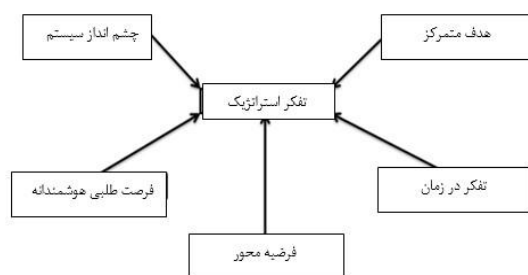 هدف متمرکز
چشم انداز سیستم
تفکر استراتژیک
تفکر در زمان
فرصت طلبی هوشمندانه
فرضیه محور